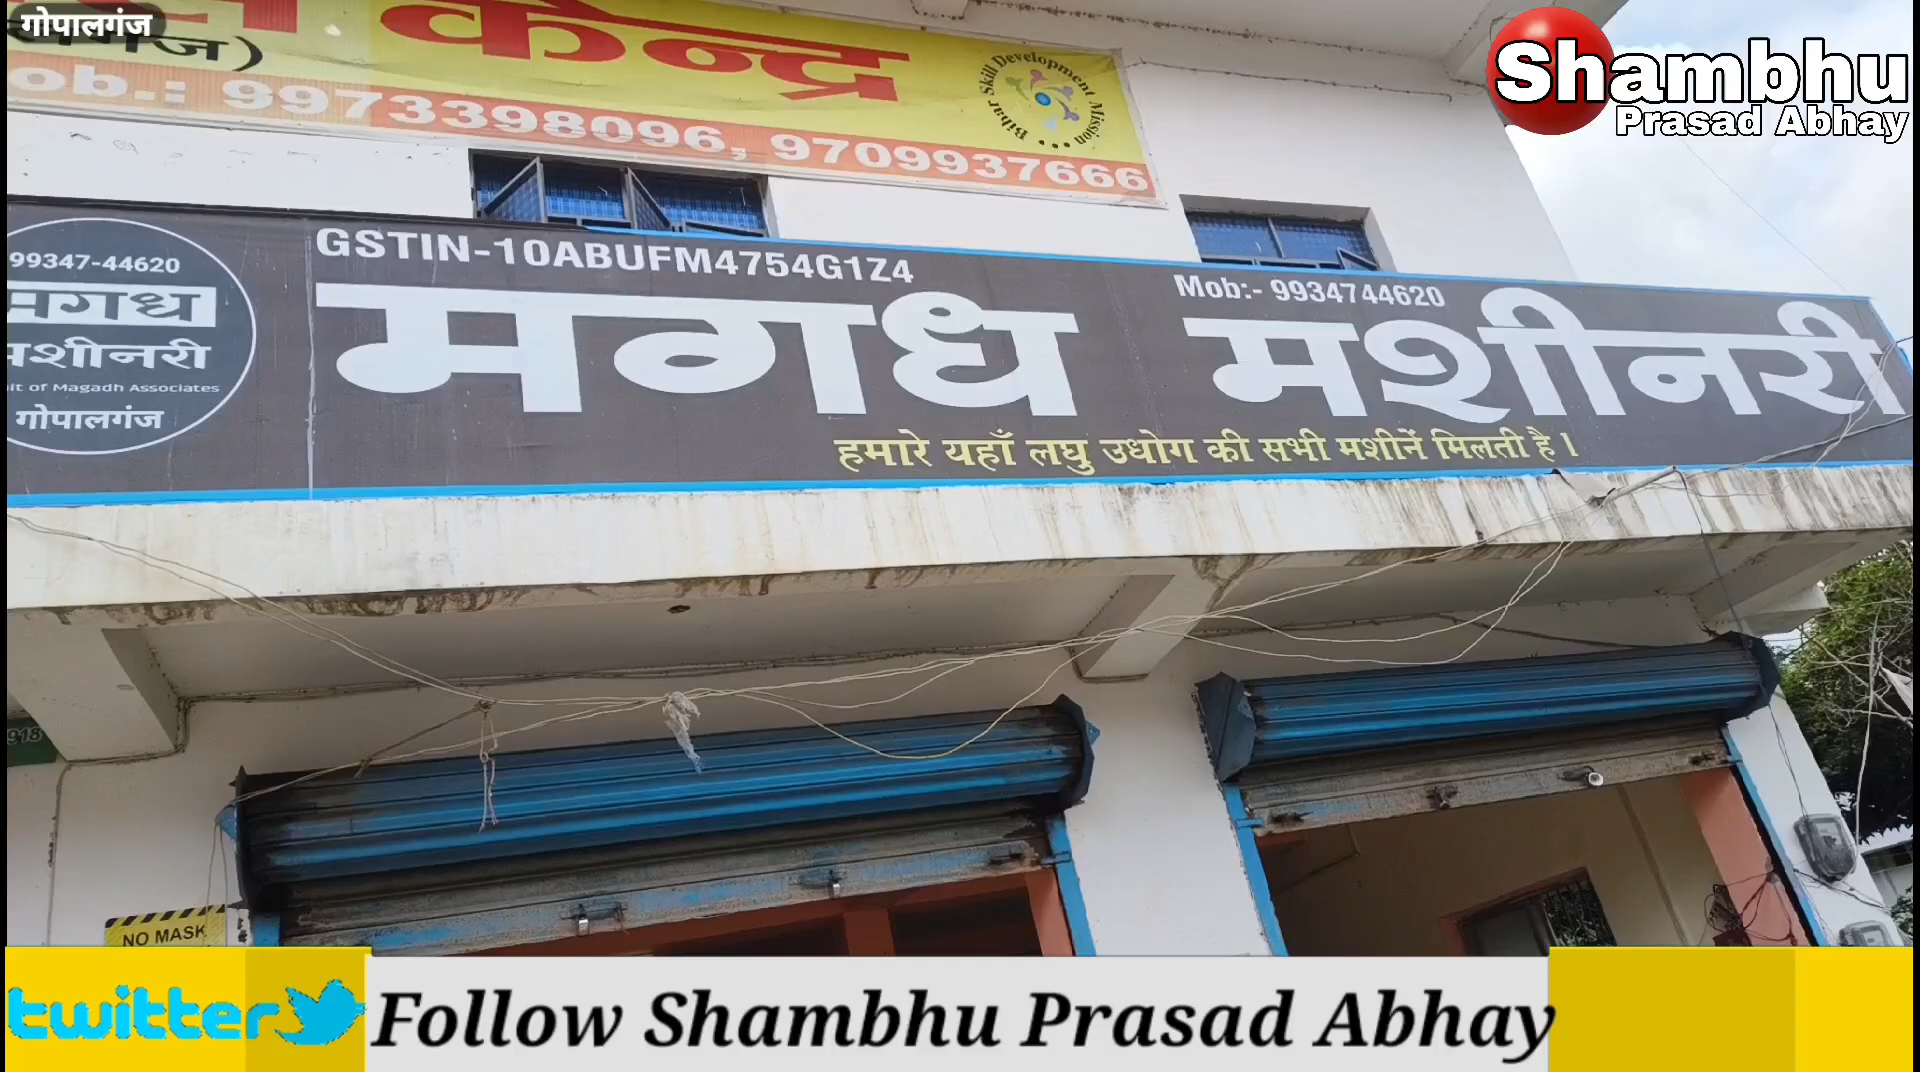 गोपालगंज
Shambhu
Prasad Abhay
केन्द्र
ob.: 9973398096, 9709937666
Bihar Skill Development Mission
99347-44620
मगध
मशीनरी
it of Magadh Associates
गोपालगंज
GSTIN-10ABUFM4754G1Z4
Mob:- 9934744620
मगध मशीनरी
हमारे यहाँ लघु उधोग की सभी मशीनें मिलती है ।
918
NO MASK
twitter Follow Shambhu Prasad Abhay